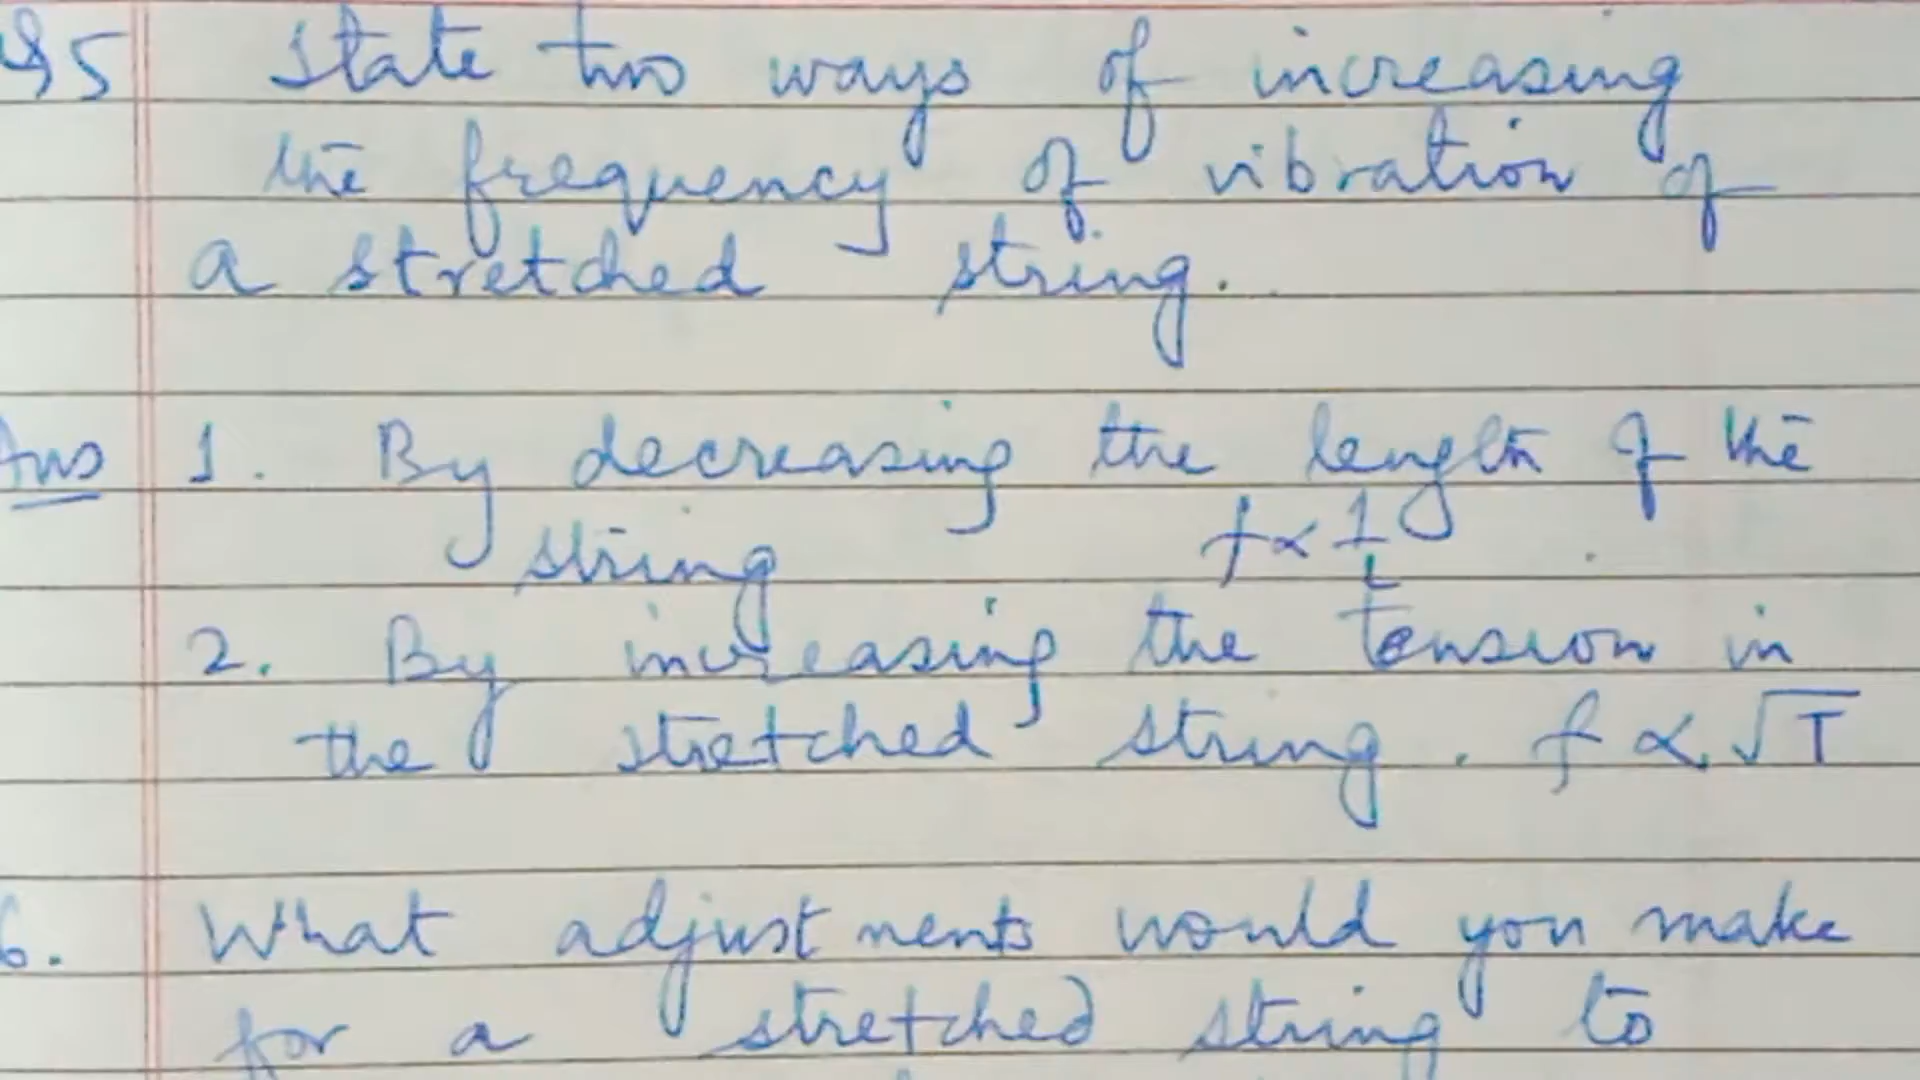 Q5 State two ways of increasing
the frequency of vibration of
a stretched string.
Ans 1. By decreasing the length of the
string f ∝ 1/L
2. By increasing the tension in
the stretched string. f ∝ √T
6. What adjustments would you make
for a stretched string to